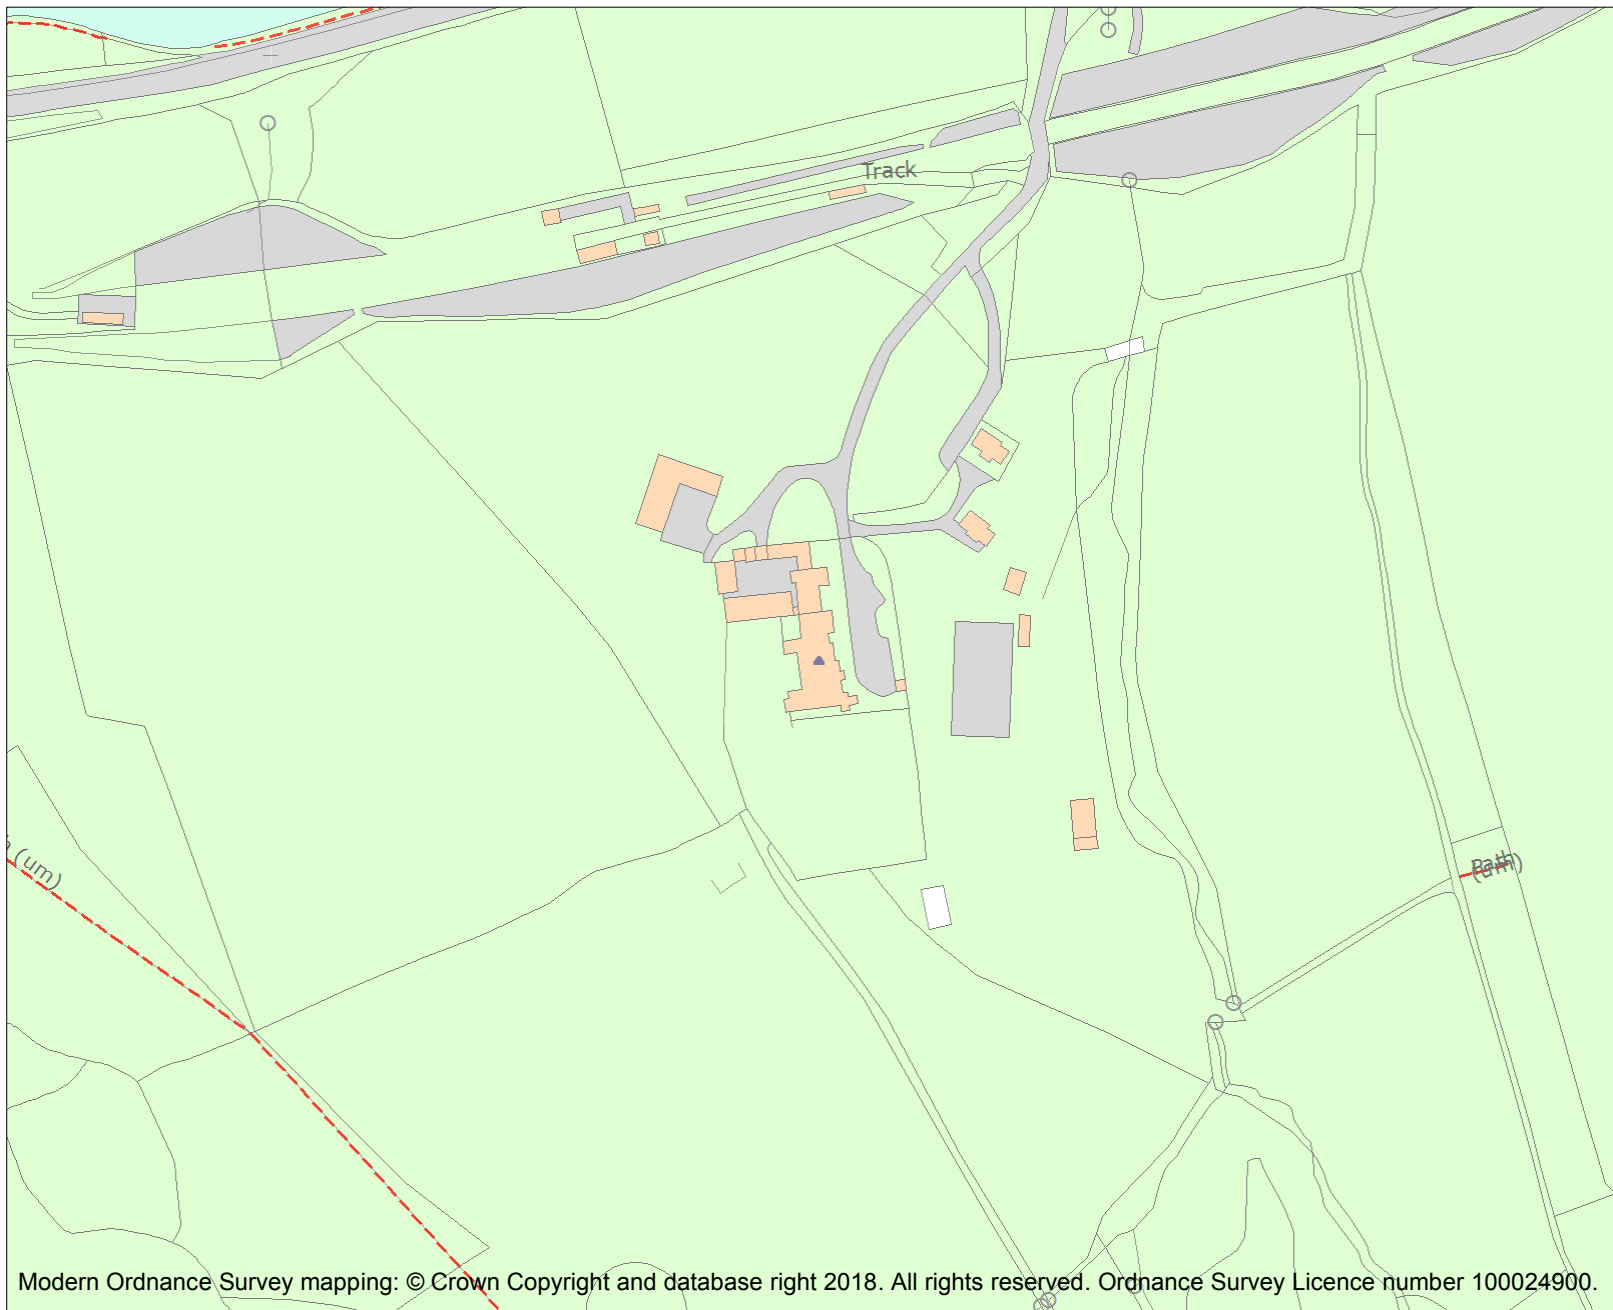 Track
(um)
Path
(um)
Modern Ordnance Survey mapping: © Crown Copyright and database right 2018. All rights reserved. Ordnance Survey Licence number 100024900.